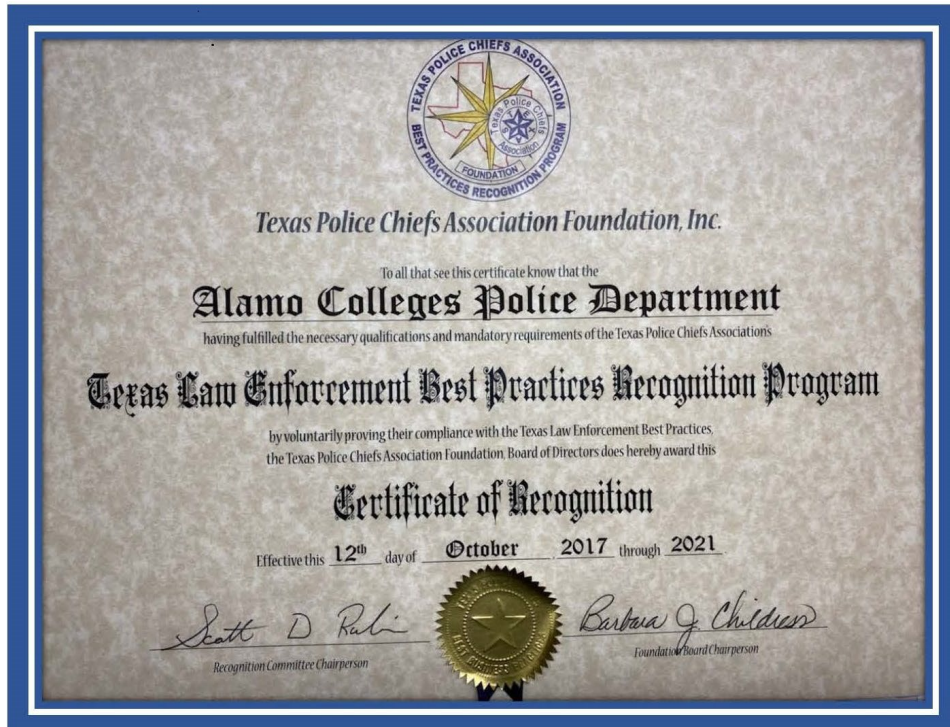 TEXAS POLICE CHIEFS ASSOCIATION
BEST PRACTICES RECOGNITION PROGRAM
Texas Police Chiefs
Association
FOUNDATION
Texas Police Chiefs Association Foundation, Inc.
To all that see this certificate know that the
Alamo Colleges Police Department
having fulfilled the necessary qualifications and mandatory requirements of the Texas Police Chiefs Association's
Texas Law Enforcement Best Practices Recognition Program
by voluntarily proving their compliance with the Texas Law Enforcement Best Practices,
the Texas Police Chiefs Association Foundation, Board of Directors does hereby award this
Certificate of Recognition
Effective this 12th day of October, 2017 through 2021.
Scott D
Barbara J. Childress
Recognition Committee Chairperson
Foundation Board Chairperson